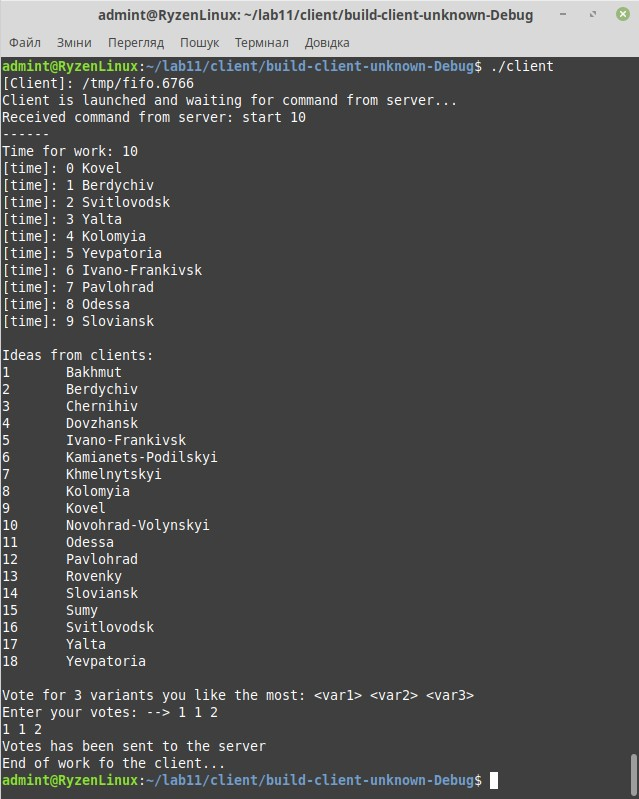 admint@RyzenLinux: ~/lab11/client/build-client-unknown-Debug
Файл Зміни Перегляд Пошук Термінал Довідка
admint@RyzenLinux:~/lab11/client/build-client-unknown-Debug$ ./client
[Client]: /tmp/fifo.6766
Client is launched and waiting for command from server...
Received command from server: start 10
------
Time for work: 10
[time]: 0 Kovel
[time]: 1 Berdychiv
[time]: 2 Svitlovodsk
[time]: 3 Yalta
[time]: 4 Kolomyia
[time]: 5 Yevpatoria
[time]: 6 Ivano-Frankivsk
[time]: 7 Pavlohrad
[time]: 8 Odessa
[time]: 9 Sloviansk
Ideas from clients:
1 Bakhmut
2 Berdychiv
3 Chernihiv
4 Dovzhansk
5 Ivano-Frankivsk
6 Kamianets-Podilskyi
7 Khmelnytskyi
8 Kolomyia
9 Kovel
10 Novohrad-Volynskyi
11 Odessa
12 Pavlohrad
13 Rovenky
14 Sloviansk
15 Sumy
16 Svitlovodsk
17 Yalta
18 Yevpatoria
Vote for 3 variants you like the most: <var1> <var2> <var3>
Enter your votes: --> 1 1 2
1 1 2
Votes has been sent to the server
End of work fo the client...
admint@RyzenLinux:~/lab11/client/build-client-unknown-Debug$